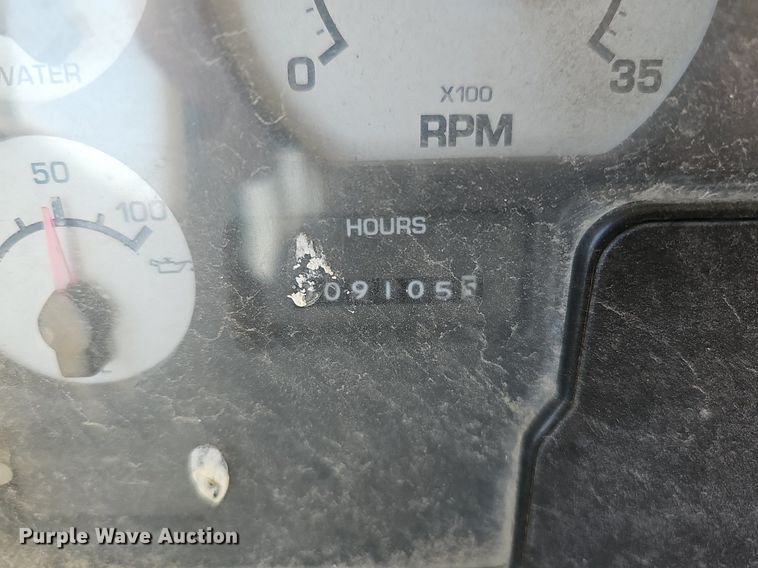 WATER
0
35
X100
RPM
50
100
HOURS
09105
Purple Wave Auction